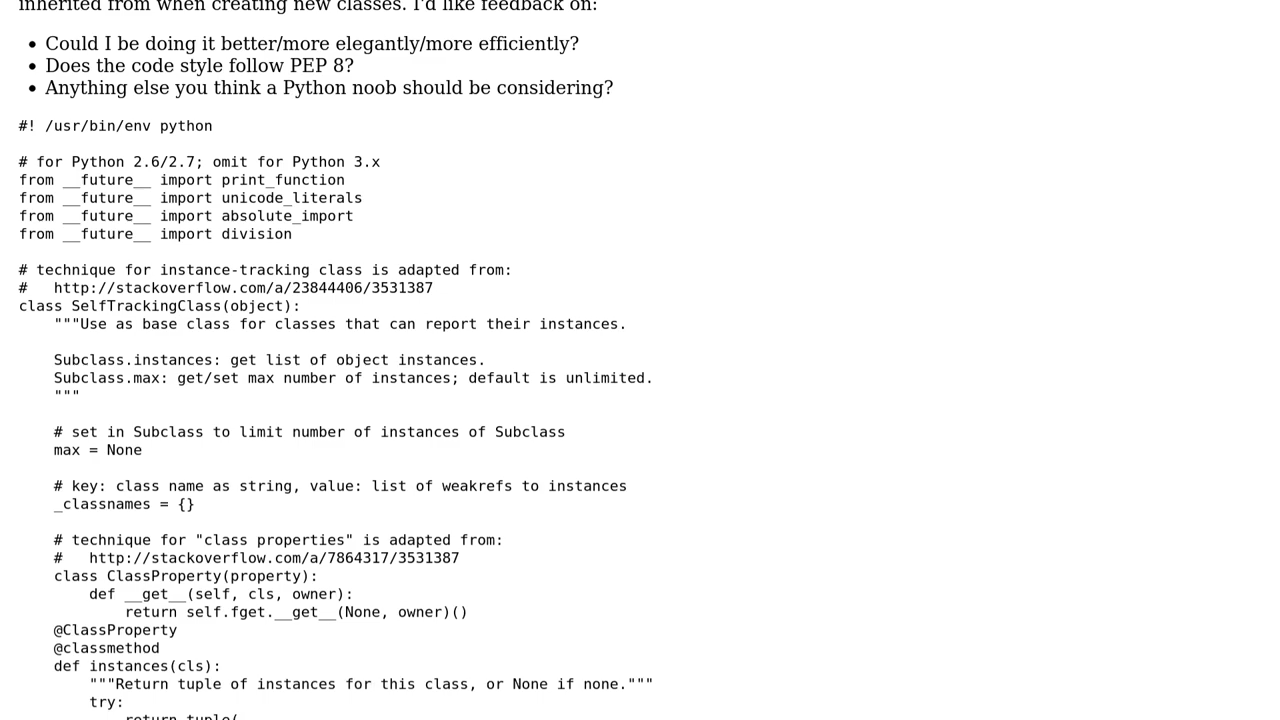 inherited from when creating new classes. I'd like feedback on:
• Could I be doing it better/more elegantly/more efficiently?
• Does the code style follow PEP 8?
• Anything else you think a Python noob should be considering?
#! /usr/bin/env python
# for Python 2.6/2.7; omit for Python 3.x
from __future__ import print_function
from __future__ import unicode_literals
from __future__ import absolute_import
from __future__ import division
# technique for instance-tracking class is adapted from:
#   http://stackoverflow.com/a/23844406/3531387
class SelfTrackingClass(object):
    """Use as base class for classes that can report their instances.
    Subclass.instances: get list of object instances.
    Subclass.max: get/set max number of instances; default is unlimited.
    """
    # set in Subclass to limit number of instances of Subclass
    max = None
    # key: class name as string, value: list of weakrefs to instances
    _classnames = {}
    # technique for "class properties" is adapted from:
    #   http://stackoverflow.com/a/7864317/3531387
    class ClassProperty(property):
        def __get__(self, cls, owner):
            return self.fget.__get__(None, owner)()
    @ClassProperty
    @classmethod
    def instances(cls):
        """Return tuple of instances for this class, or None if none."""
        try:
            return tuple(